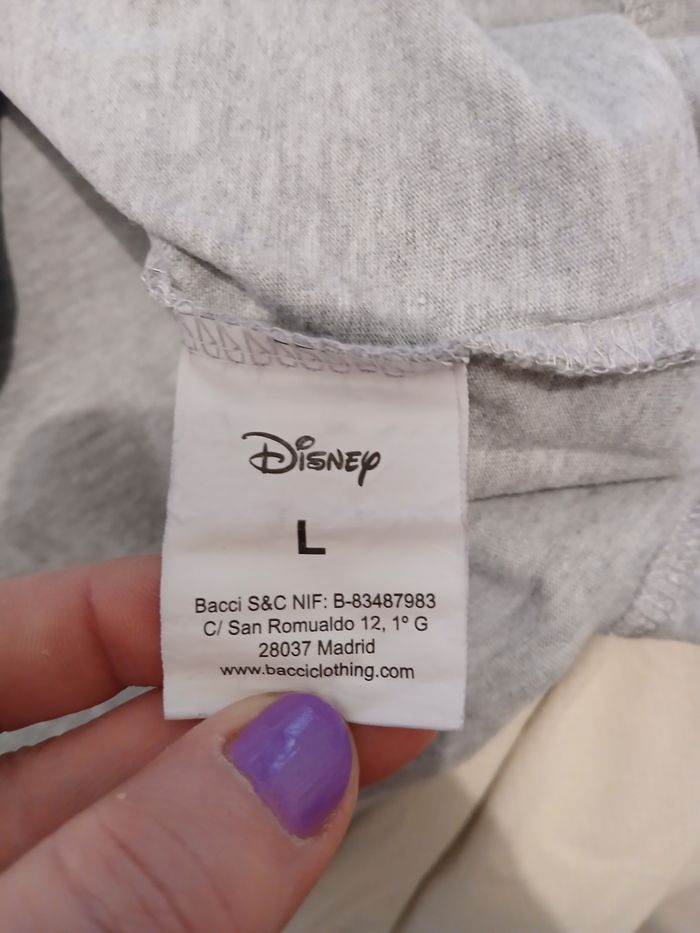 Disney
L
Bacci S&C NIF: B-83487983
C/ San Romualdo 12, 1º G
28037 Madrid
www.bacciclothing.com